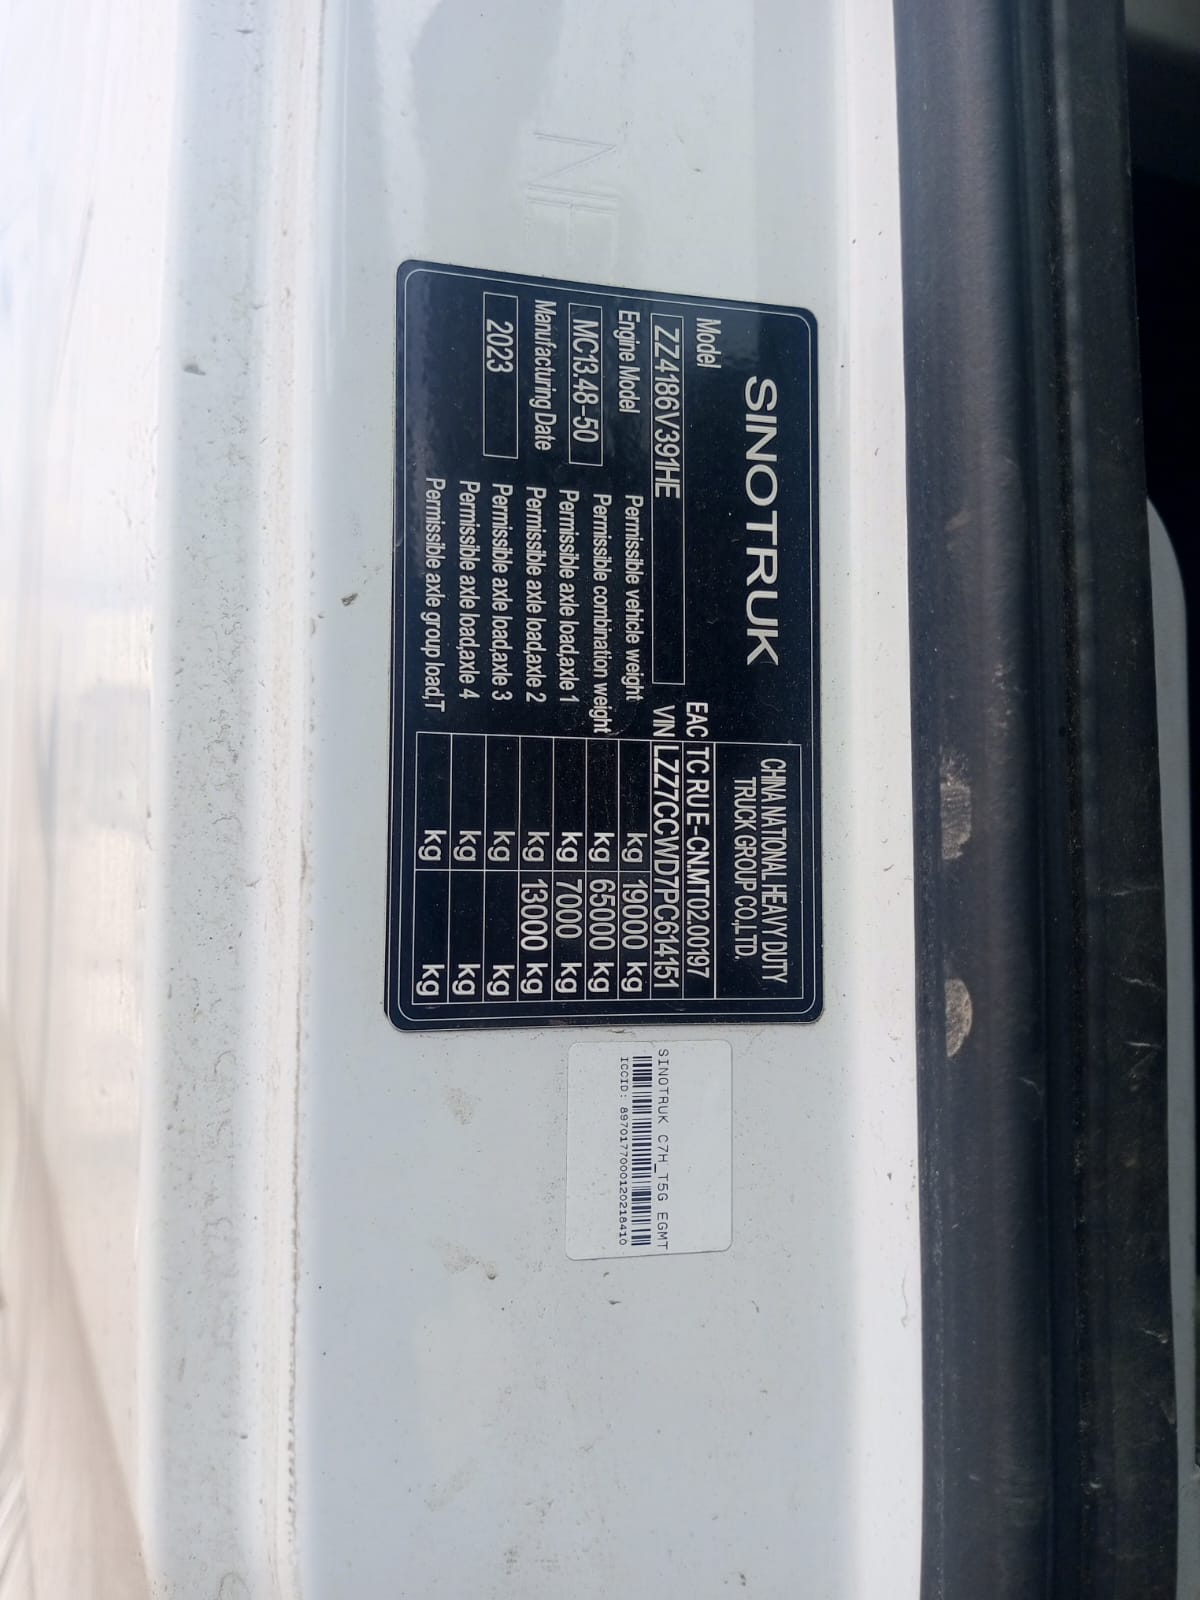 SINOTRUK
CHINA NATIONAL HEAVY DUTY
TRUCK GROUP CO.,LTD.
Model
EAC TC RU E-CN.MT02.00197
ZZ4186V391HE
VIN LZZ7CCWD7PC614151
Engine Model
MC13.48-50
Manufacturing Date
2023
Permissible vehicle weight kg 19000 kg
Permissible combination weight kg 65000 kg
Permissible axle load,axle 1 kg 7000 kg
Permissible axle load,axle 2 kg 13000 kg
Permissible axle load,axle 3 kg kg
Permissible axle load,axle 4 kg kg
Permissible axle group load,T kg kg
SINOTRUK C7H_T5G EGMT
ICCID: 8970177000120218410